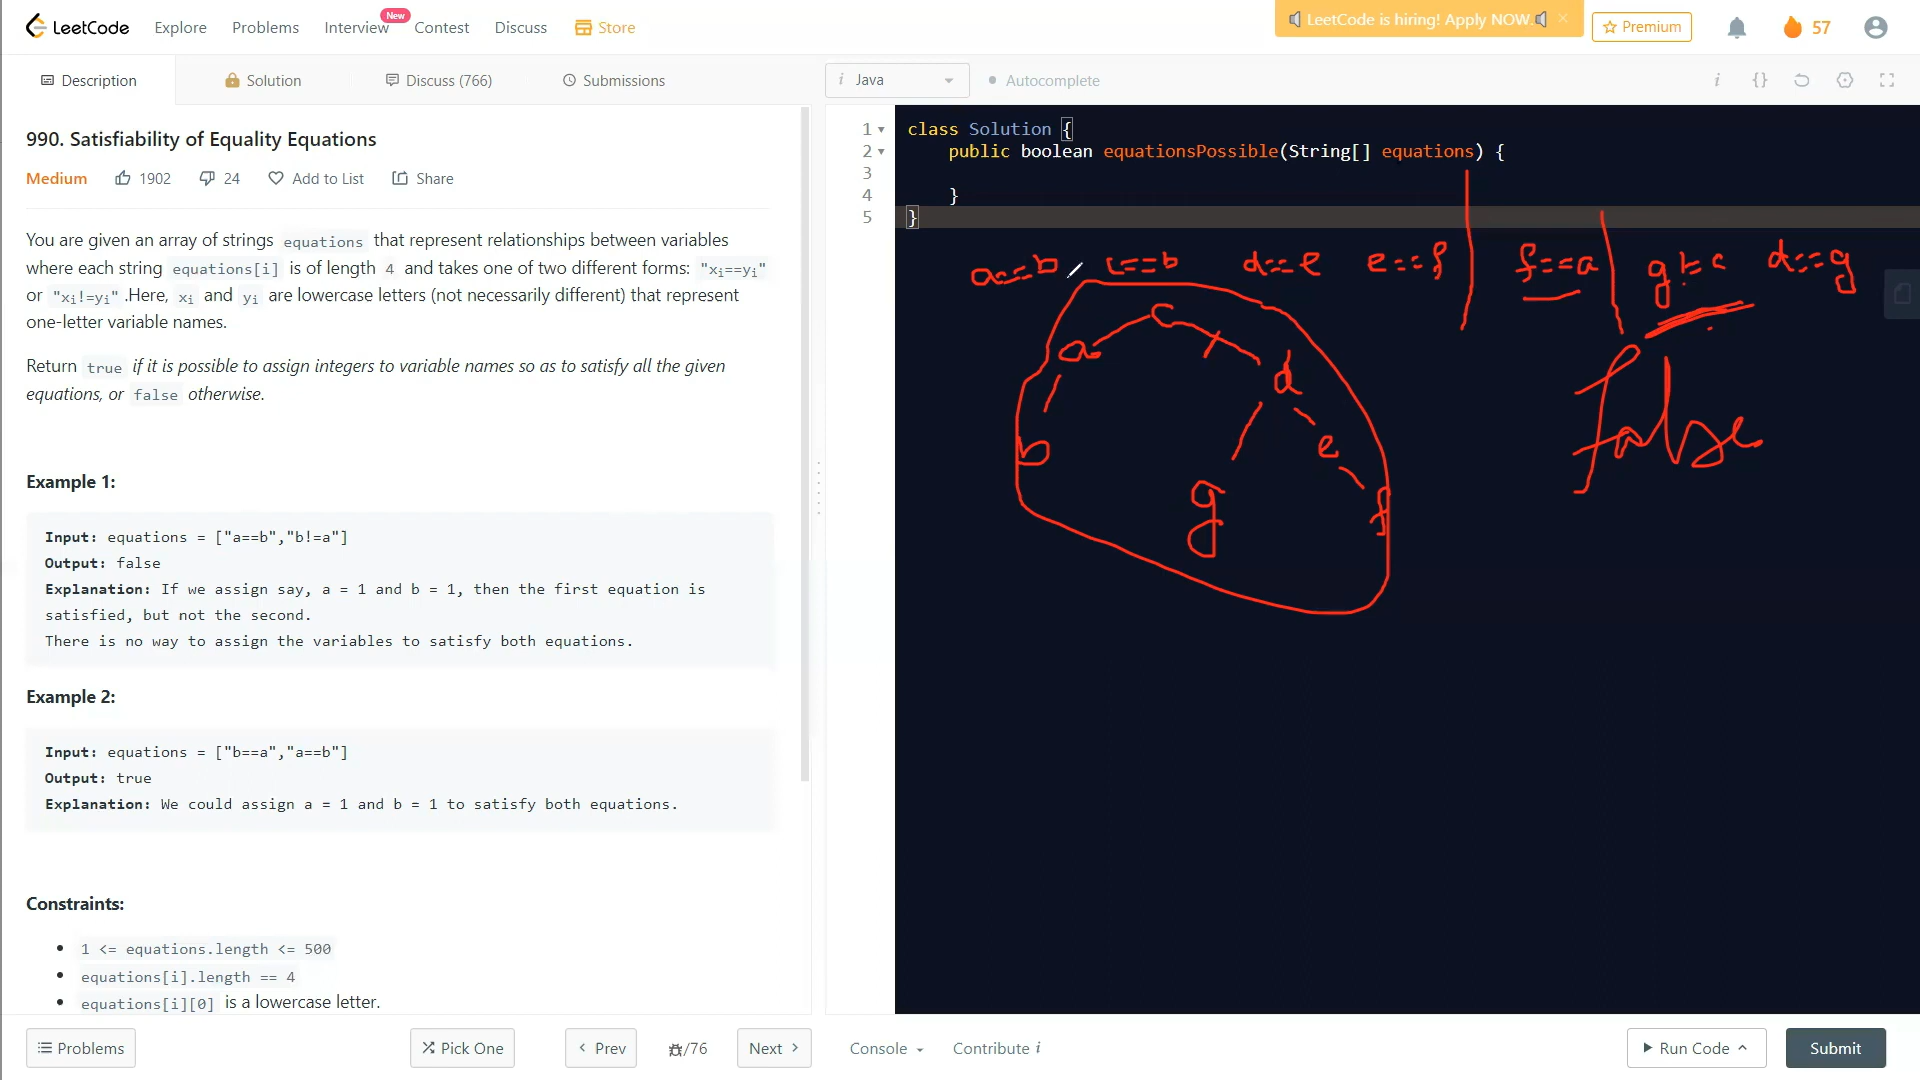 LeetCode Explore Problems Interview New Contest Discuss Store LeetCode is hiring! Apply NOW. × Premium 57
Description Solution Discuss (766) Submissions
i Java Autocomplete
990. Satisfiability of Equality Equations
Medium 1902 24 Add to List Share
You are given an array of strings equations that represent relationships between variables
where each string equations[i] is of length 4 and takes one of two different forms: "xi==yi"
or "xi!=yi" .Here, xi and yi are lowercase letters (not necessarily different) that represent
one-letter variable names.
Return true if it is possible to assign integers to variable names so as to satisfy all the given
equations, or false otherwise.
Example 1:
Input: equations = ["a==b","b!=a"]
Output: false
Explanation: If we assign say, a = 1 and b = 1, then the first equation is
satisfied, but not the second.
There is no way to assign the variables to satisfy both equations.
Example 2:
Input: equations = ["b==a","a==b"]
Output: true
Explanation: We could assign a = 1 and b = 1 to satisfy both equations.
Constraints:
• 1 <= equations.length <= 500
• equations[i].length == 4
• equations[i][0] is a lowercase letter.
1 class Solution {
2 public boolean equationsPossible(String[] equations) {
3
4 }
5 }
a==b c==b d==e e==f f==a g!=c d==g
c
a
d
b
e
g
f
false
Problems Pick One < Prev /76 Next > Console Contribute i Run Code Submit